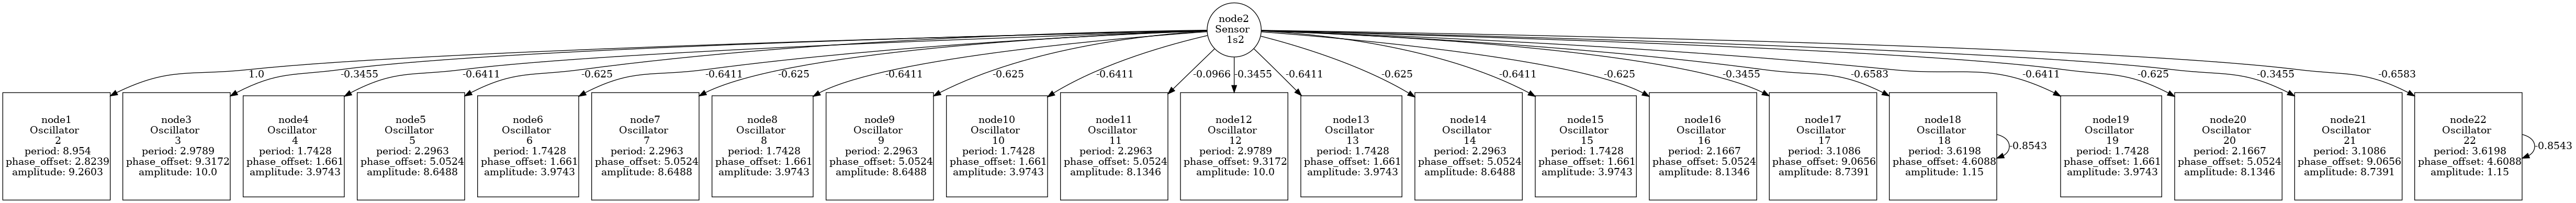 node2
Sensor
1s2
1.0
-0.3455
-0.6411
-0.625
-0.6411
-0.625
-0.6411
-0.625
-0.6411
-0.0966
-0.3455
-0.6411
-0.625
-0.6411
-0.625
-0.3455
-0.6583
-0.6411
-0.625
-0.3455
-0.6583
node1
Oscillator
2
period: 8.954
phase_offset: 2.8239
amplitude: 9.2603
node3
Oscillator
3
period: 2.9789
phase_offset: 9.3172
amplitude: 10.0
node4
Oscillator
4
period: 1.7428
phase_offset: 1.661
amplitude: 3.9743
node5
Oscillator
5
period: 2.2963
phase_offset: 5.0524
amplitude: 8.6488
node6
Oscillator
6
period: 1.7428
phase_offset: 1.661
amplitude: 3.9743
node7
Oscillator
7
period: 2.2963
phase_offset: 5.0524
amplitude: 8.6488
node8
Oscillator
8
period: 1.7428
phase_offset: 1.661
amplitude: 3.9743
node9
Oscillator
9
period: 2.2963
phase_offset: 5.0524
amplitude: 8.6488
node10
Oscillator
10
period: 1.7428
phase_offset: 1.661
amplitude: 3.9743
node11
Oscillator
11
period: 2.2963
phase_offset: 5.0524
amplitude: 8.1346
node12
Oscillator
12
period: 2.9789
phase_offset: 9.3172
amplitude: 10.0
node13
Oscillator
13
period: 1.7428
phase_offset: 1.661
amplitude: 3.9743
node14
Oscillator
14
period: 2.2963
phase_offset: 5.0524
amplitude: 8.6488
node15
Oscillator
15
period: 1.7428
phase_offset: 1.661
amplitude: 3.9743
node16
Oscillator
16
period: 2.1667
phase_offset: 5.0524
amplitude: 8.1346
node17
Oscillator
17
period: 3.1086
phase_offset: 9.0656
amplitude: 8.7391
node18
Oscillator
18
period: 3.6198
phase_offset: 4.6088
amplitude: 1.15
-0.8543
node19
Oscillator
19
period: 1.7428
phase_offset: 1.661
amplitude: 3.9743
node20
Oscillator
20
period: 2.1667
phase_offset: 5.0524
amplitude: 8.1346
node21
Oscillator
21
period: 3.1086
phase_offset: 9.0656
amplitude: 8.7391
node22
Oscillator
22
period: 3.6198
phase_offset: 4.6088
amplitude: 1.15
-0.8543